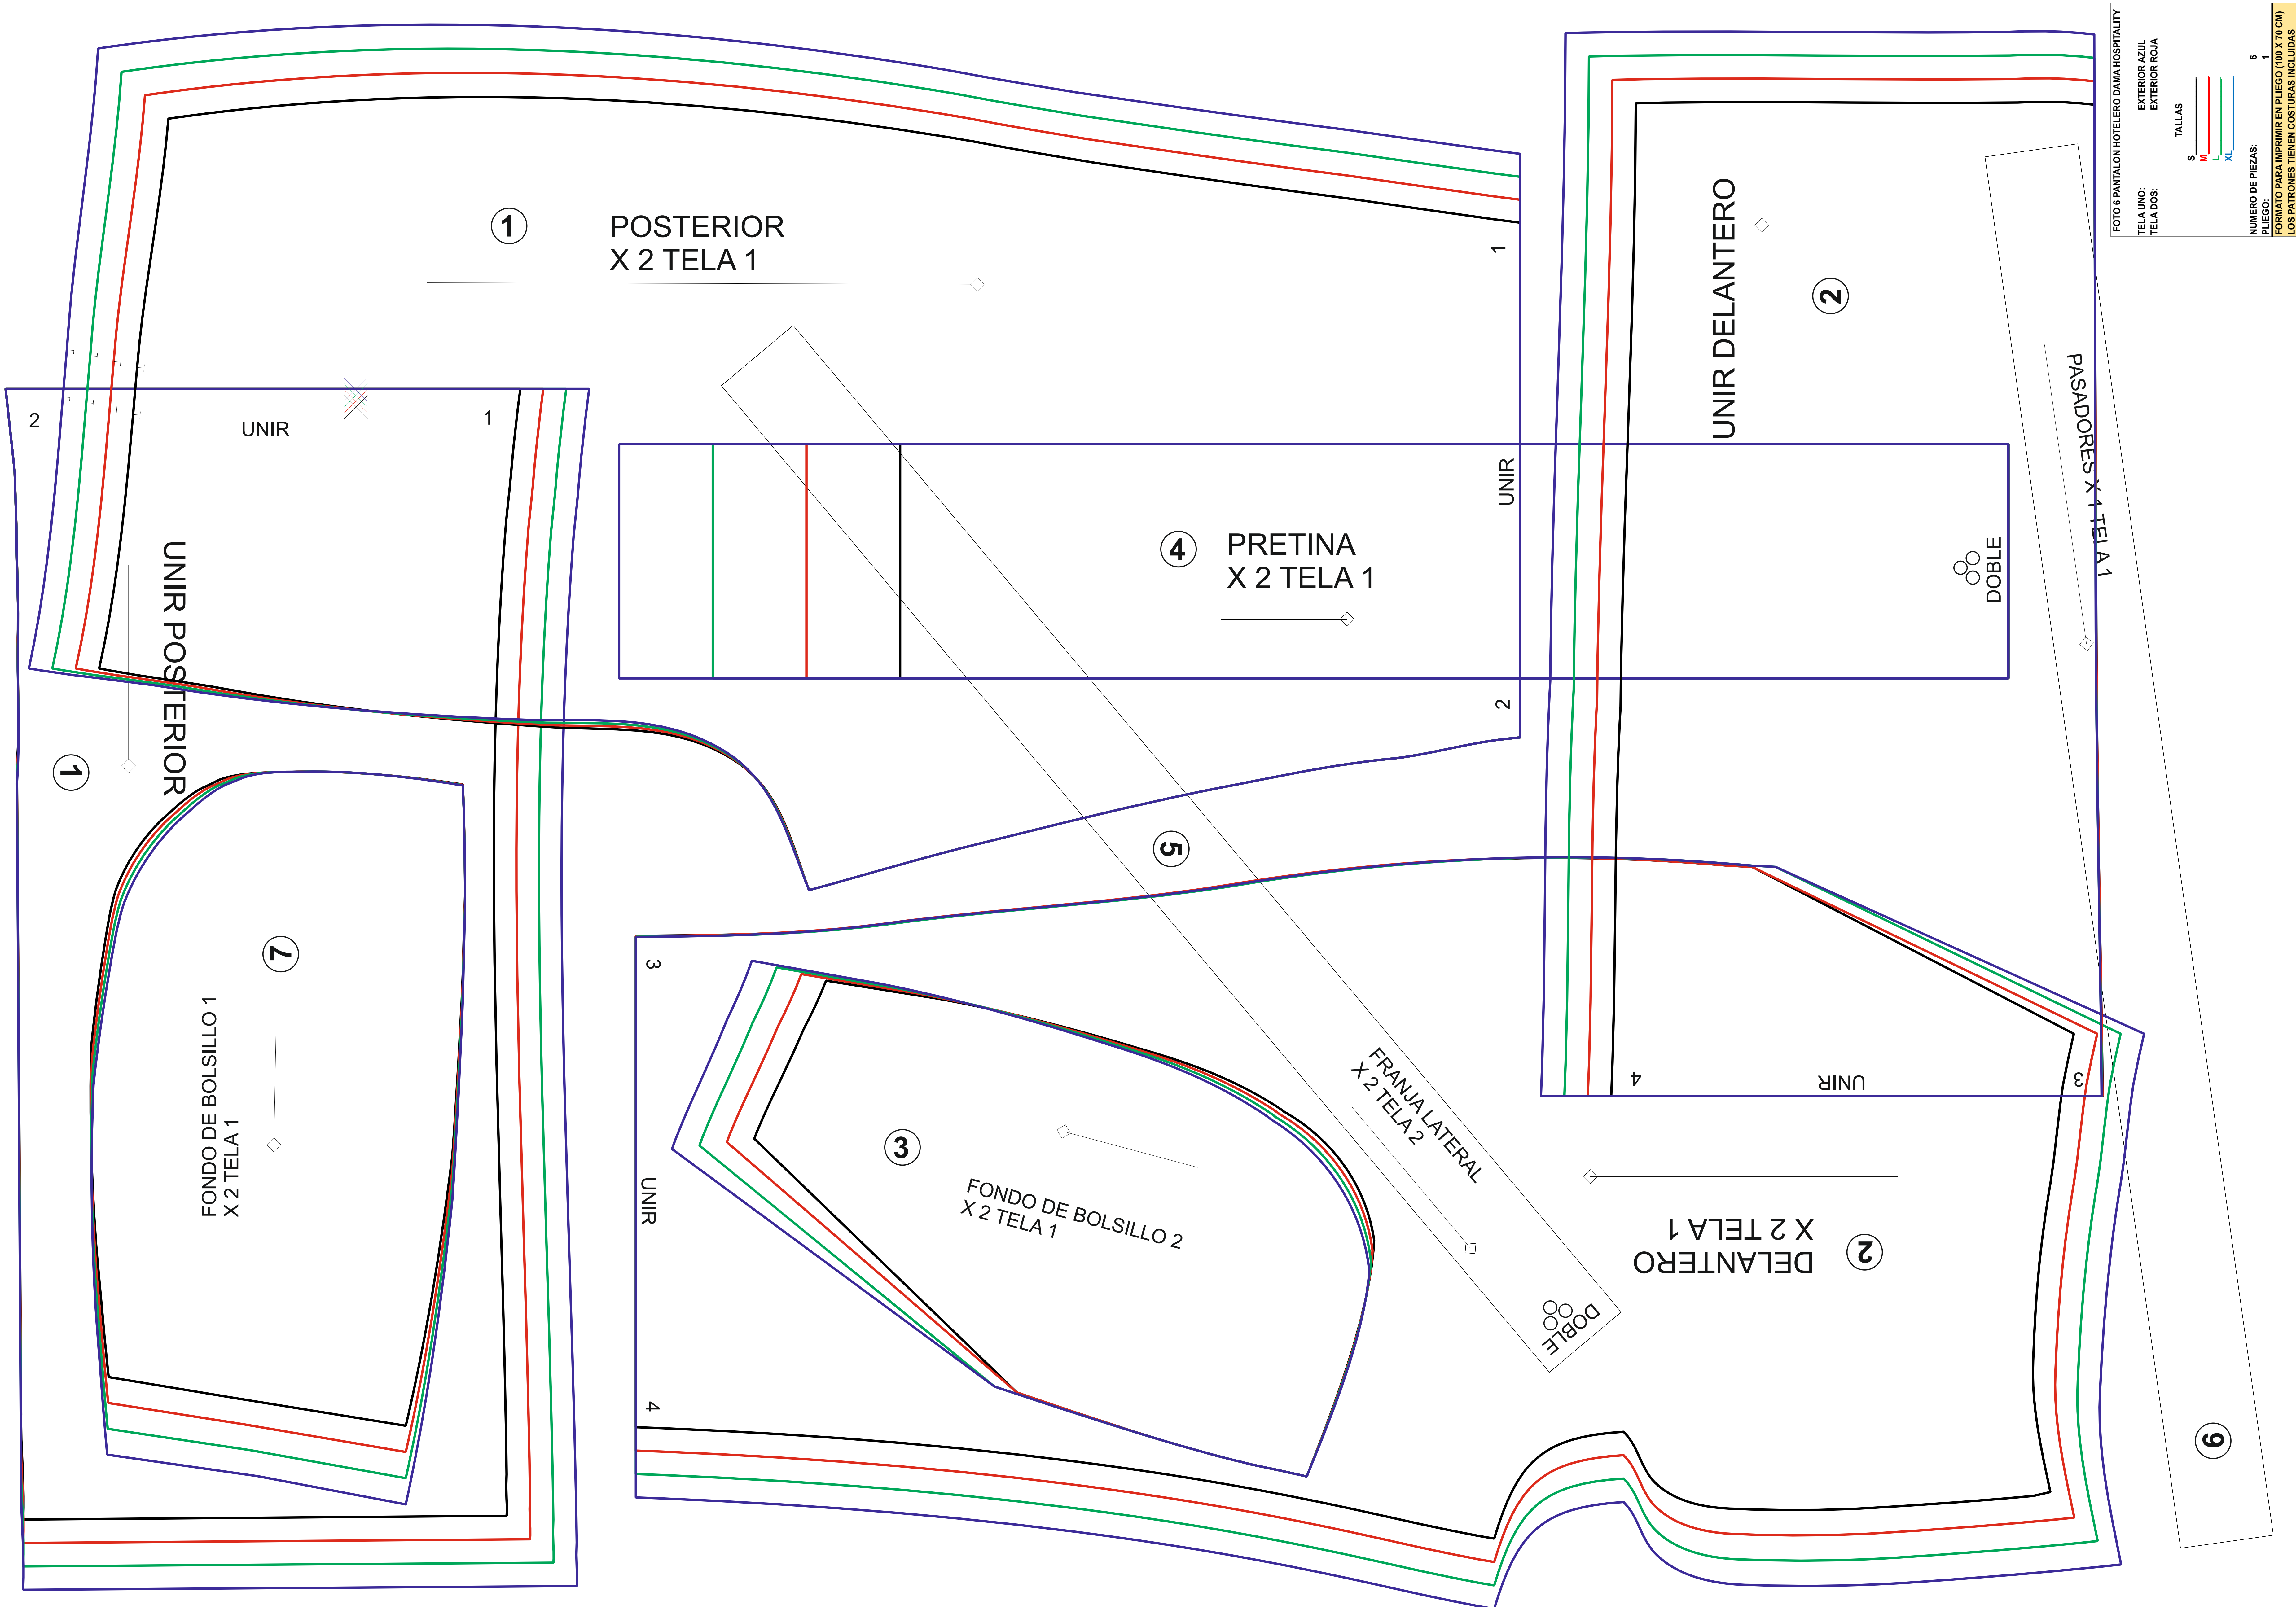 FOTO 6 PANTALON HOTELERO DAMA HOSPITALITY
TELA UNO: EXTERIOR AZUL
TELA DOS: EXTERIOR ROJA
TALLAS
S
M
L
XL
NUMERO DE PIEZAS: 6
PLIEGO: 1
FORMATO PARA IMPRIMIR EN PLIEGO (100 X 70 CM)
LOS PATRONES TIENEN COSTURAS INCLUIDAS
1
POSTERIOR
X 2 TELA 1
1
UNIR
2
2
UNIR
1
UNIR POSTERIOR
1
UNIR DELANTERO
2
4
UNIR
3
PASADORES X 1 TELA 1
6
4
PRETINA
X 2 TELA 1
DOBLE
5
FRANJA LATERAL
X 2 TELA 2
DOBLE
7
FONDO DE BOLSILLO 1
X 2 TELA 1
3
FONDO DE BOLSILLO 2
X 2 TELA 1
3
UNIR
4
2
DELANTERO
X 2 TELA 1